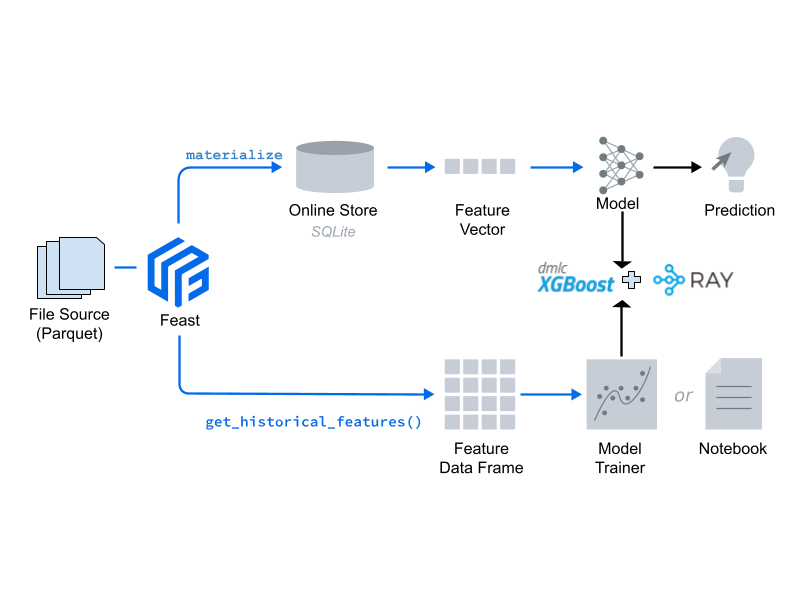 materialize
Online Store
SQLite
Feature
Vector
Model
Prediction
File Source
(Parquet)
Feast
dmlc
XGBoost
RAY
get_historical_features()
Feature
Data Frame
Model
Trainer
or
Notebook